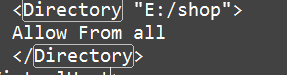 <Directory "E:/shop">
Allow From all
</Directory>